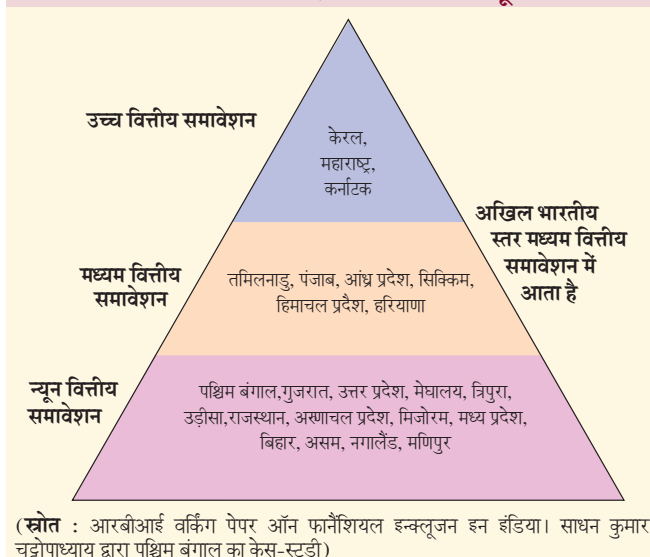 उच्च वित्तीय समावेशन
केरल,
महाराष्ट्र,
कर्नाटक
अखिल भारतीय
स्तर मध्यम वित्तीय
समावेशन में
आता है
मध्यम वित्तीय
समावेशन
तमिलनाडु, पंजाब, आंध्र प्रदेश, सिक्किम,
हिमाचल प्रदैश, हरियाणा
न्यून वित्तीय
समावेशन
पश्चिम बंगाल,गुजरात, उत्तर प्रदेश, मेघालय, त्रिपुरा,
उड़ीसा,राजस्थान, अरुणाचल प्रदेश, मिजोरम, मध्य प्रदेश,
बिहार, असम, नगालैंड, मणिपुर
(स्रोत : आरबीआई वर्किंग पेपर ऑन फानैंशियल इन्क्लूजन इन इंडिया। साधन कुमार
चट्टोपाध्याय द्वारा पश्चिम बंगाल का केस-स्टडी)